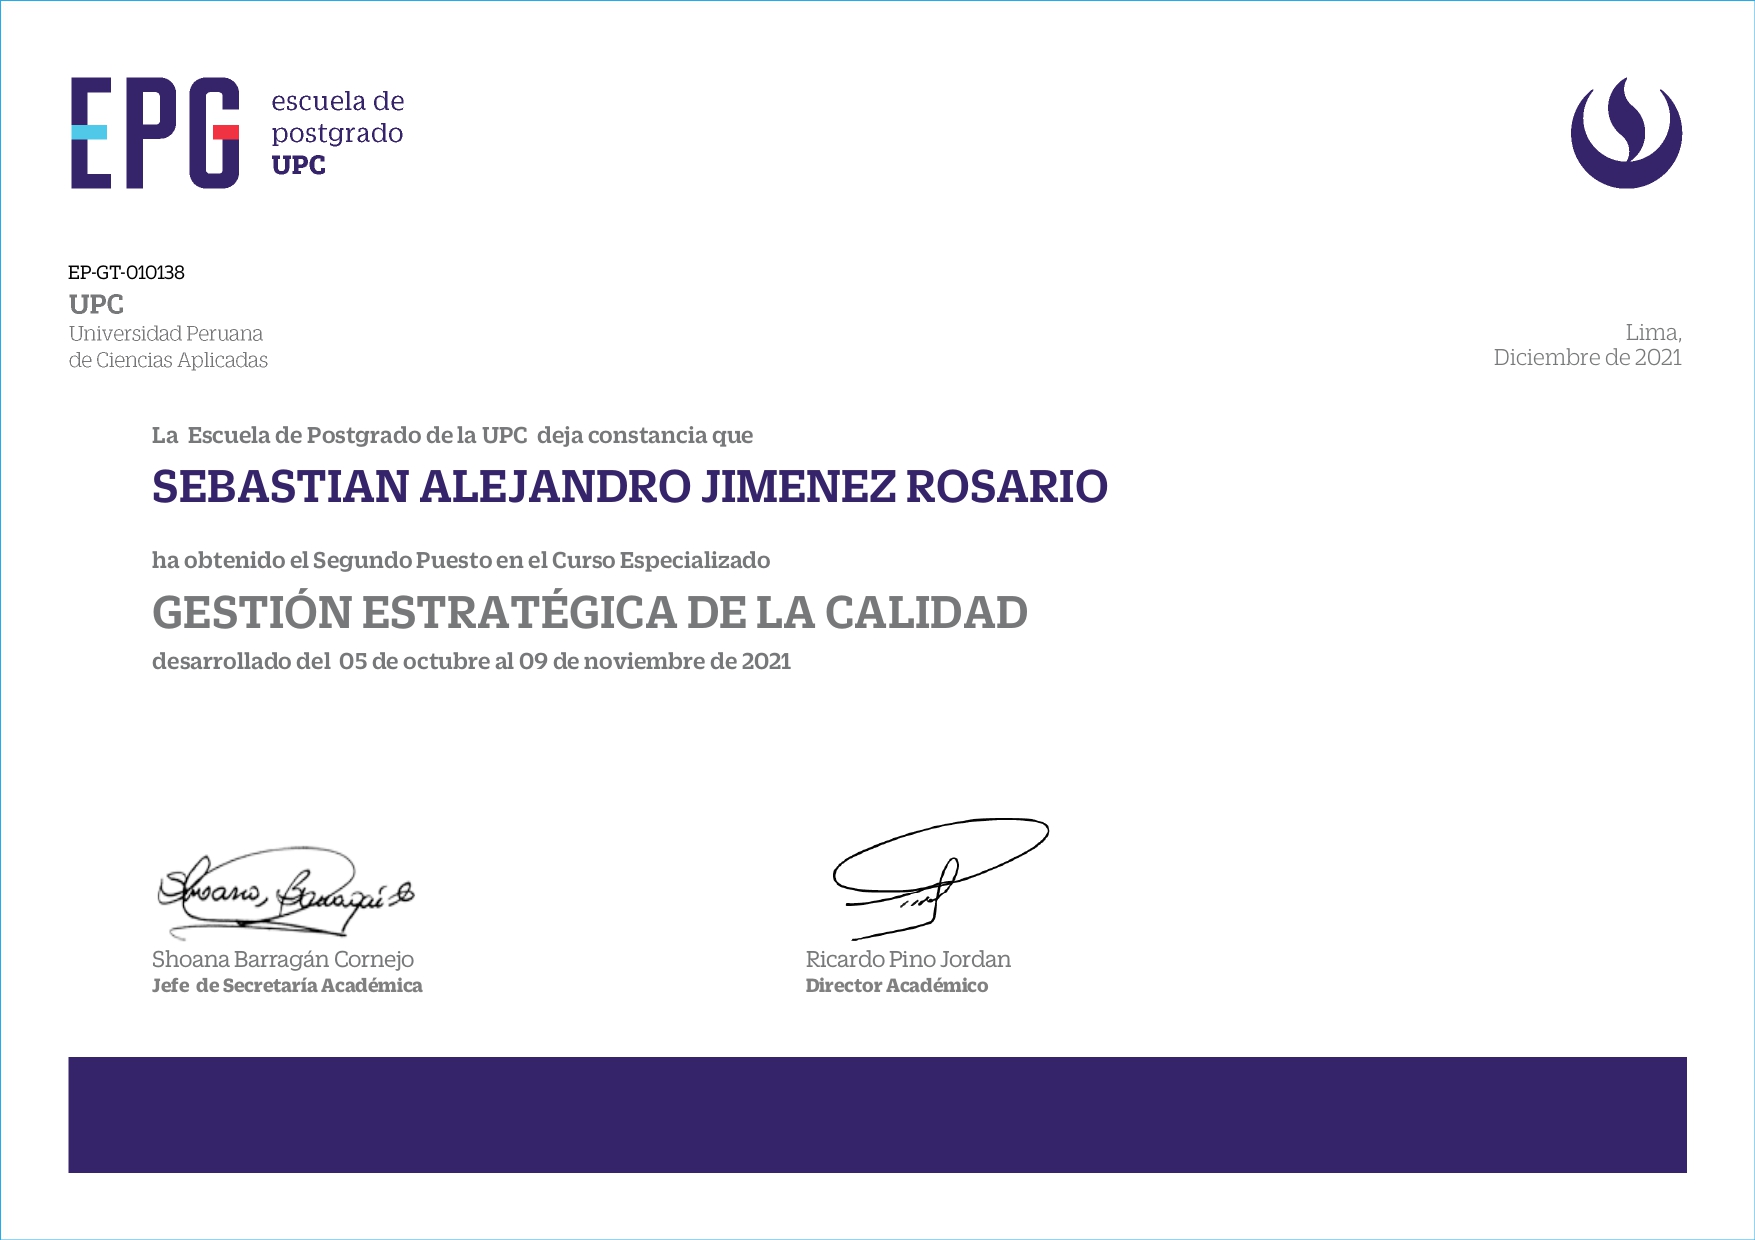 EPG
escuela de
postgrado
UPC
EP-GT-010138
UPC
Universidad Peruana
de Ciencias Aplicadas
Lima,
Diciembre de 2021
La Escuela de Postgrado de la UPC deja constancia que
SEBASTIAN ALEJANDRO JIMENEZ ROSARIO
ha obtenido el Segundo Puesto en el Curso Especializado
GESTIÓN ESTRATÉGICA DE LA CALIDAD
desarrollado del 05 de octubre al 09 de noviembre de 2021
Shoana Barragán Cornejo
Jefe de Secretaría Académica
Ricardo Pino Jordan
Director Académico